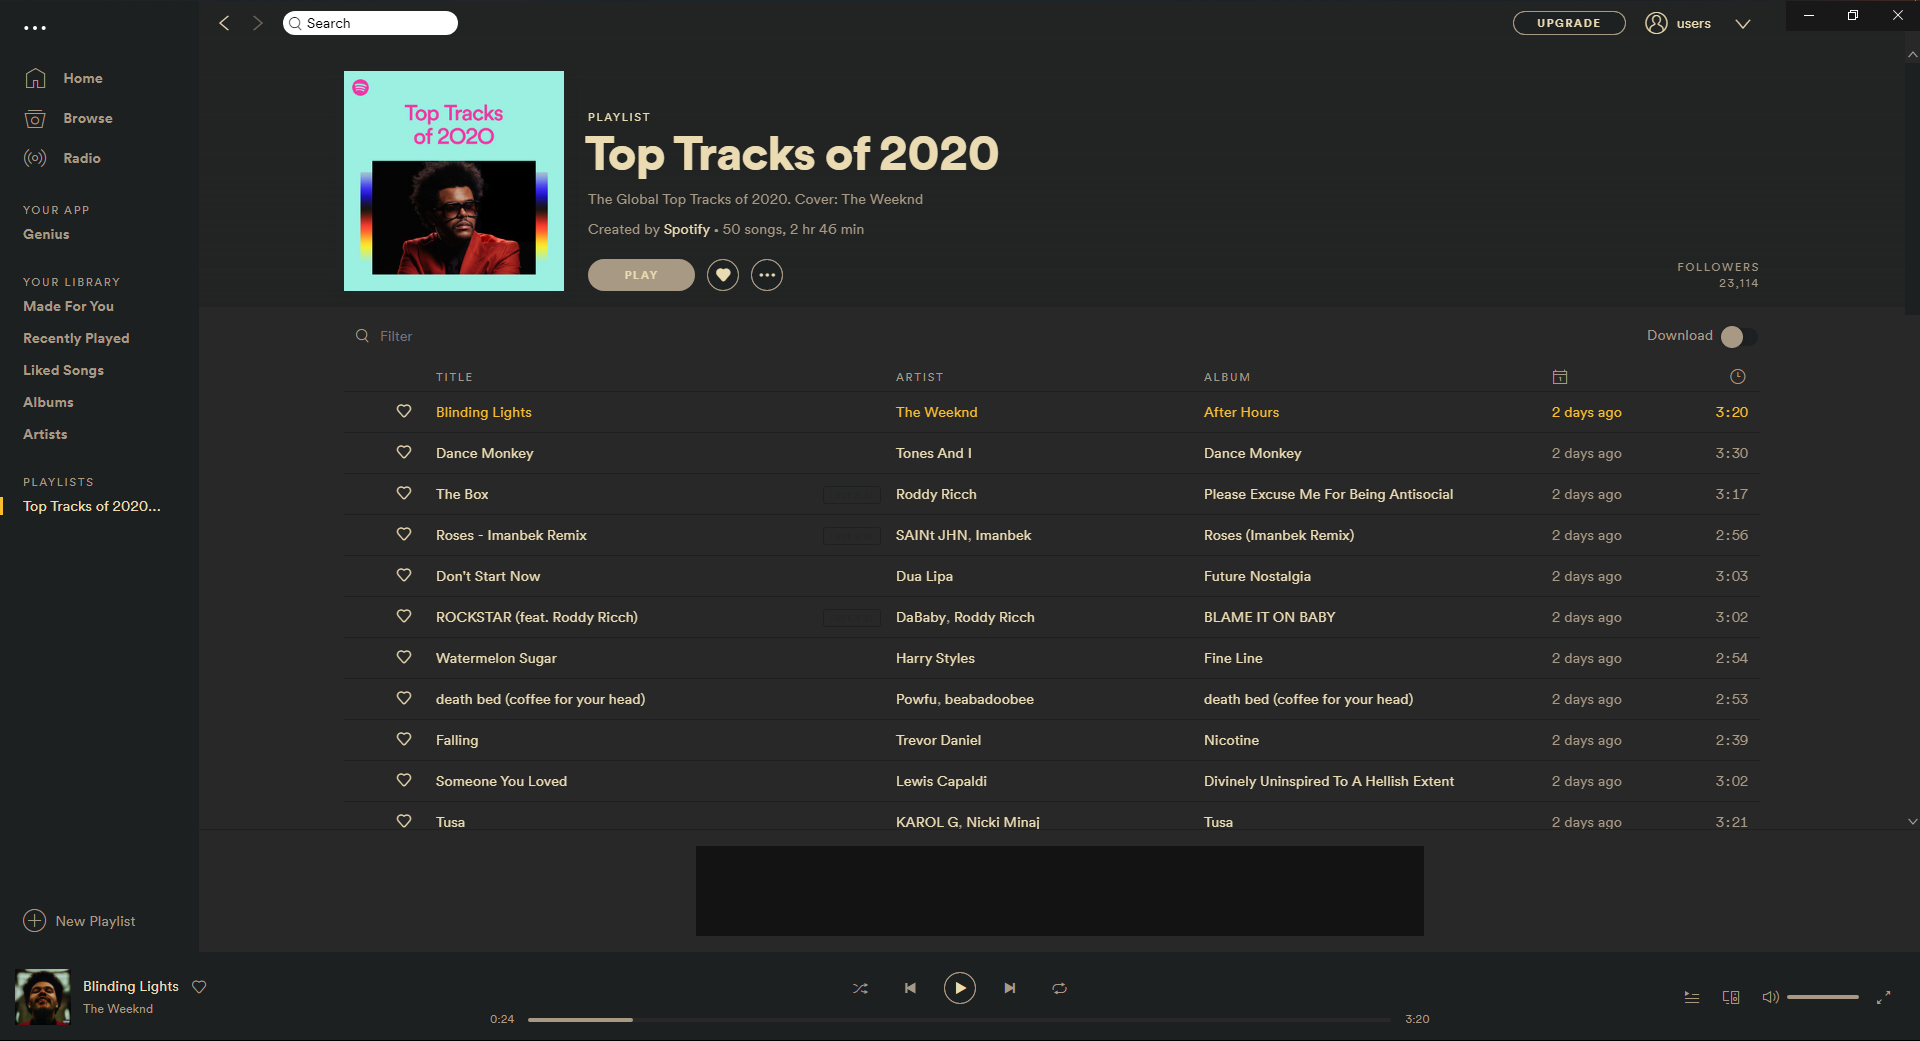 Search
UPGRADE
users
Home
Browse
Radio
YOUR APP
Genius
YOUR LIBRARY
Made For You
Recently Played
Liked Songs
Albums
Artists
PLAYLISTS
Top Tracks of 2020...
New Playlist
Top Tracks
of 2020
PLAYLIST
Top Tracks of 2020
The Global Top Tracks of 2020. Cover: The Weeknd
Created by Spotify • 50 songs, 2 hr 46 min
PLAY
FOLLOWERS
23,114
Filter
Download
TITLE ARTIST ALBUM
Blinding Lights The Weeknd After Hours 2 days ago 3:20
Dance Monkey Tones And I Dance Monkey 2 days ago 3:30
The Box Roddy Ricch Please Excuse Me For Being Antisocial 2 days ago 3:17
Roses - Imanbek Remix SAINt JHN, Imanbek Roses (Imanbek Remix) 2 days ago 2:56
Don't Start Now Dua Lipa Future Nostalgia 2 days ago 3:03
ROCKSTAR (feat. Roddy Ricch) DaBaby, Roddy Ricch BLAME IT ON BABY 2 days ago 3:02
Watermelon Sugar Harry Styles Fine Line 2 days ago 2:54
death bed (coffee for your head) Powfu, beabadoobee death bed (coffee for your head) 2 days ago 2:53
Falling Trevor Daniel Nicotine 2 days ago 2:39
Someone You Loved Lewis Capaldi Divinely Uninspired To A Hellish Extent 2 days ago 3:02
Tusa KAROL G, Nicki Minaj Tusa 2 days ago 3:21
Blinding Lights
The Weeknd
0:24 3:20